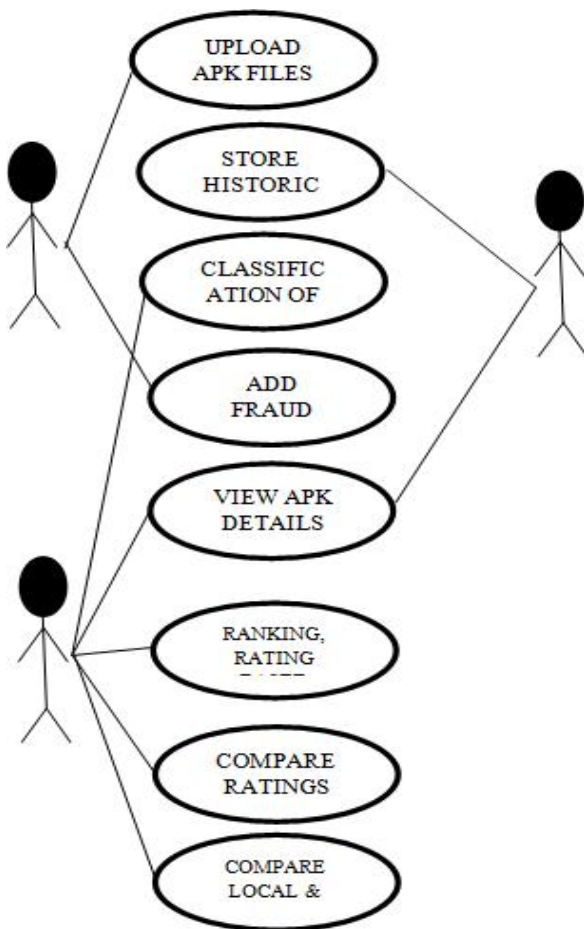 UPLOAD
APK FILES
STORE
HISTORIC
CLASSIFIC
ATION OF
ADD
FRAUD
VIEW APK
DETAILS
RANKING,
RATING
COMPARE
RATINGS
COMPARE
LOCAL &